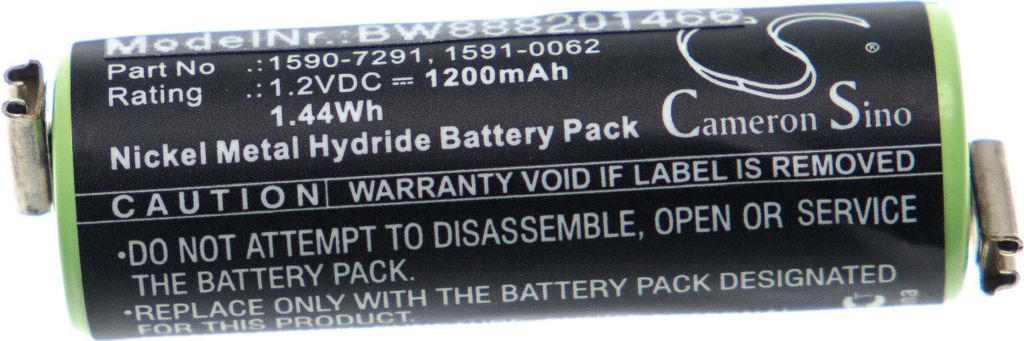 ModelNr.:BW888201466
Part No .:1590-7291, 1591-0062
Rating .:1.2VDC ⎓ 1200mAh
1.44Wh
CS ®
Cameron Sino
Nickel Metal Hydride Battery Pack
CAUTION WARRANTY VOID IF LABEL IS REMOVED
•DO NOT ATTEMPT TO DISASSEMBLE, OPEN OR SERVICE
THE BATTERY PACK.
•REPLACE ONLY WITH THE BATTERY PACK DESIGNATED
FOR THIS PRODUCT.